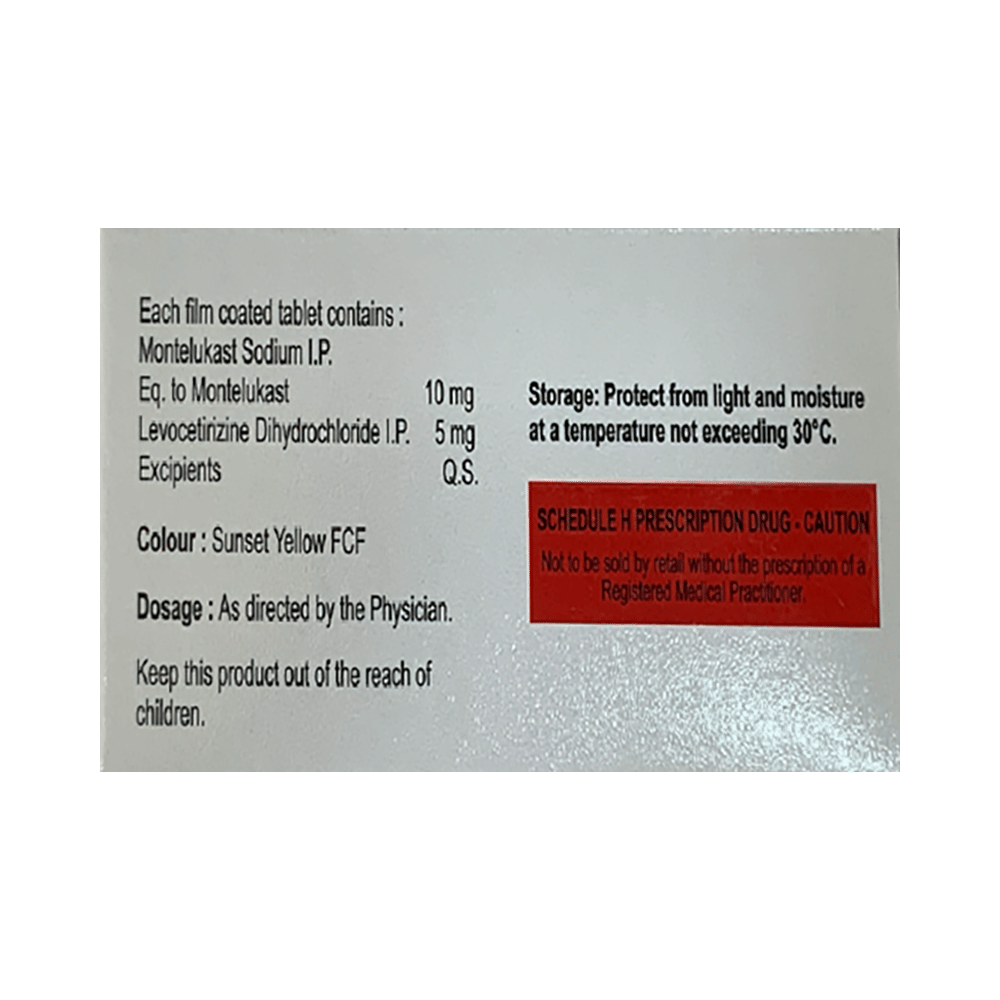 Each film coated tablet contains :
Montelukast Sodium I.P.
Eq. to Montelukast 10 mg
Levocetirizine Dihydrochloride I.P. 5 mg
Excipients Q.S.
Colour : Sunset Yellow FCF
Dosage : As directed by the Physician.
Keep this product out of the reach of
children.
Storage: Protect from light and moisture
at a temperature not exceeding 30°C.
SCHEDULE H PRESCRIPTION DRUG - CAUTION
Not to be sold by retail without the prescription of a
Registered Medical Practitioner.